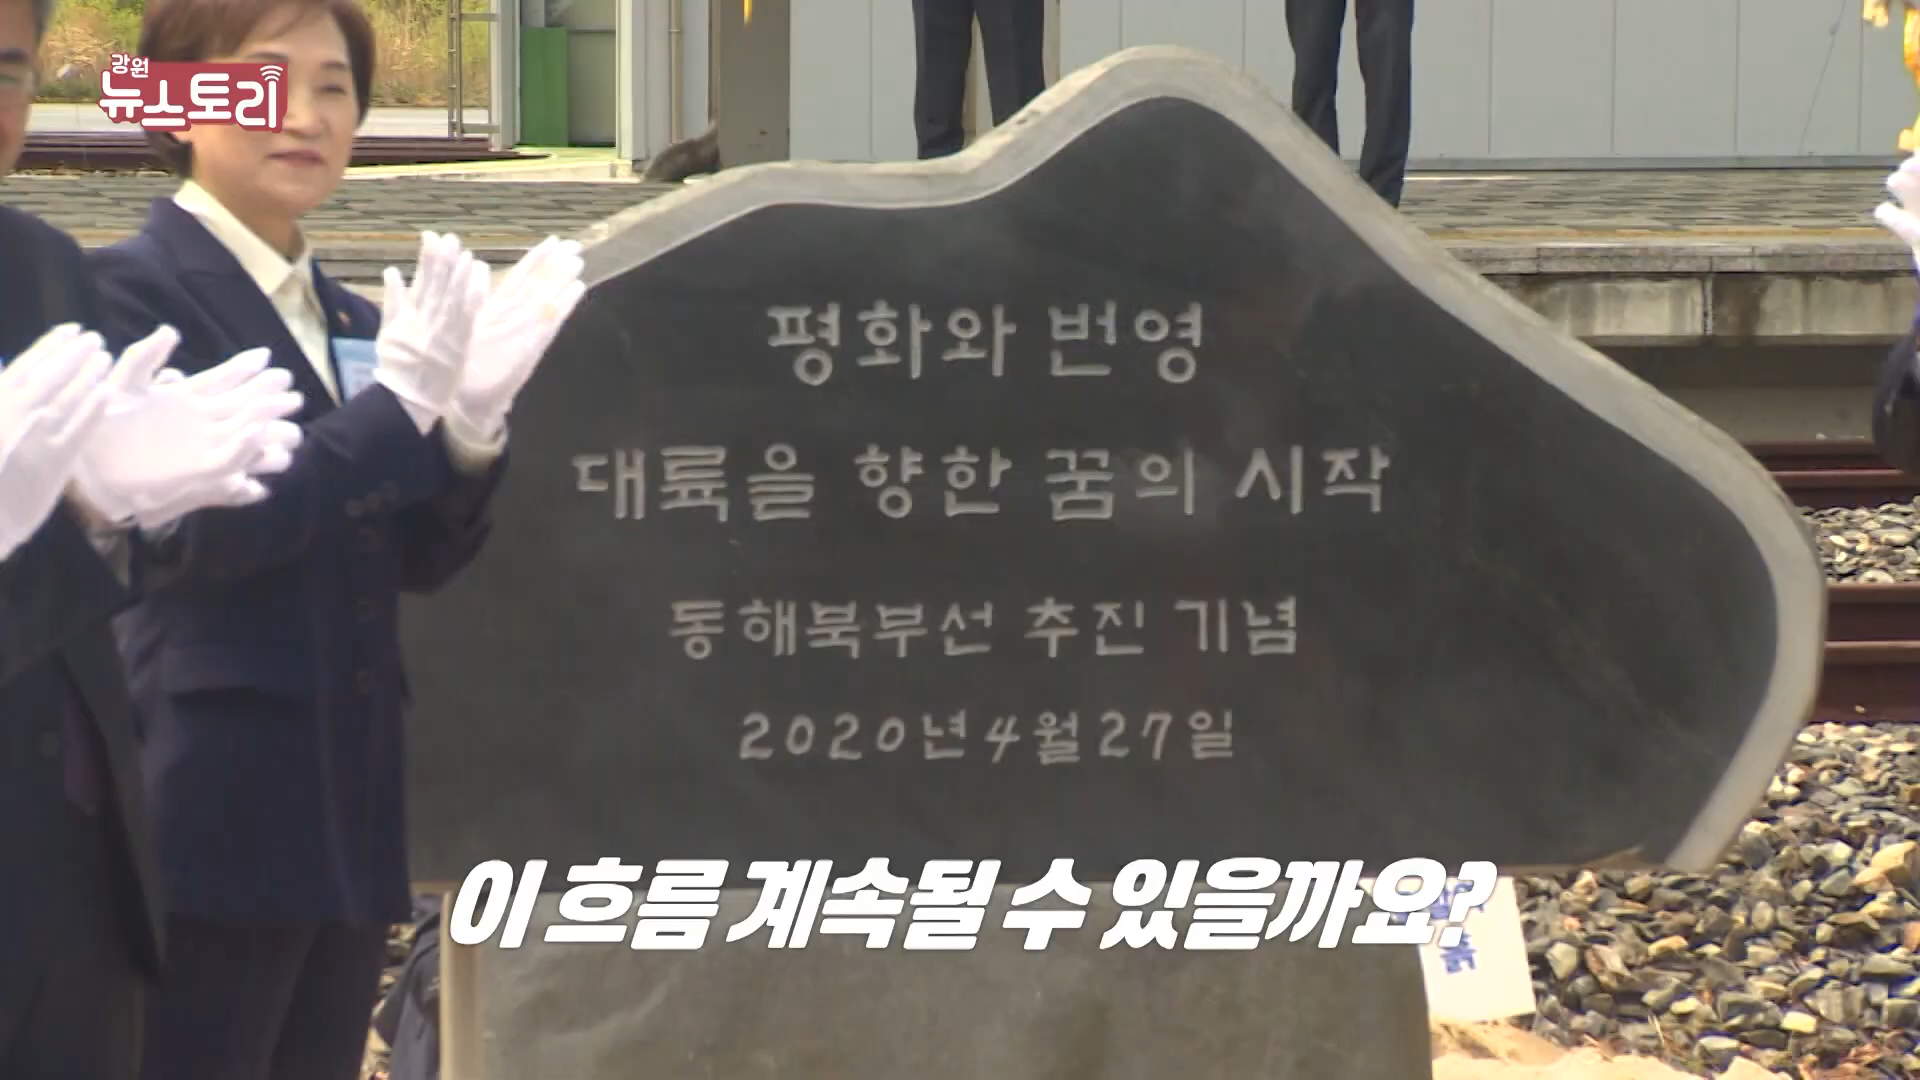 강원
뉴스토리
평화와 번영
대륙을 향한 꿈의 시작
동해북부선 추진 기념
2020년 4월 27일
이 흐름 계속될 수 있을까요?